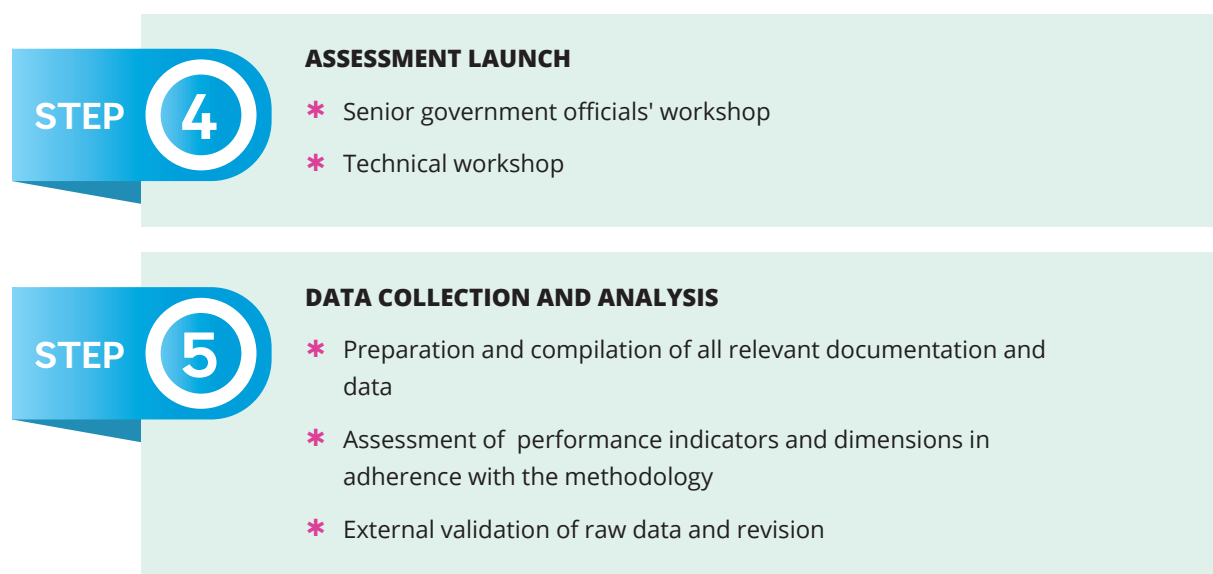 STEP 4
ASSESSMENT LAUNCH
* Senior government officials' workshop
* Technical workshop
STEP 5
DATA COLLECTION AND ANALYSIS
* Preparation and compilation of all relevant documentation and
data
* Assessment of  performance indicators and dimensions in
adherence with the methodology
* External validation of raw data and revision